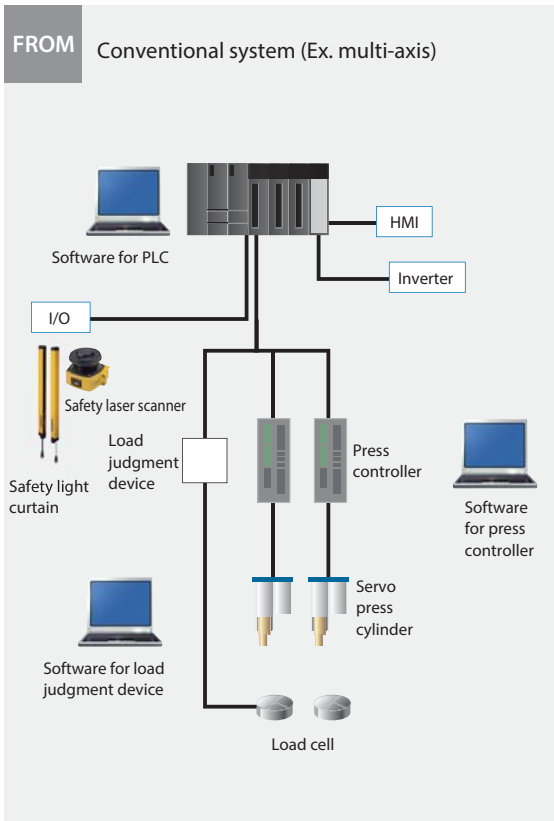 FROM
Conventional system (Ex. multi-axis)
Software for PLC
HMI
Inverter
I/O
Safety laser scanner
Load
judgment
device
Press
controller
Safety light
curtain
Software
for press
controller
Servo
press
cylinder
Software for load
judgment device
Load cell